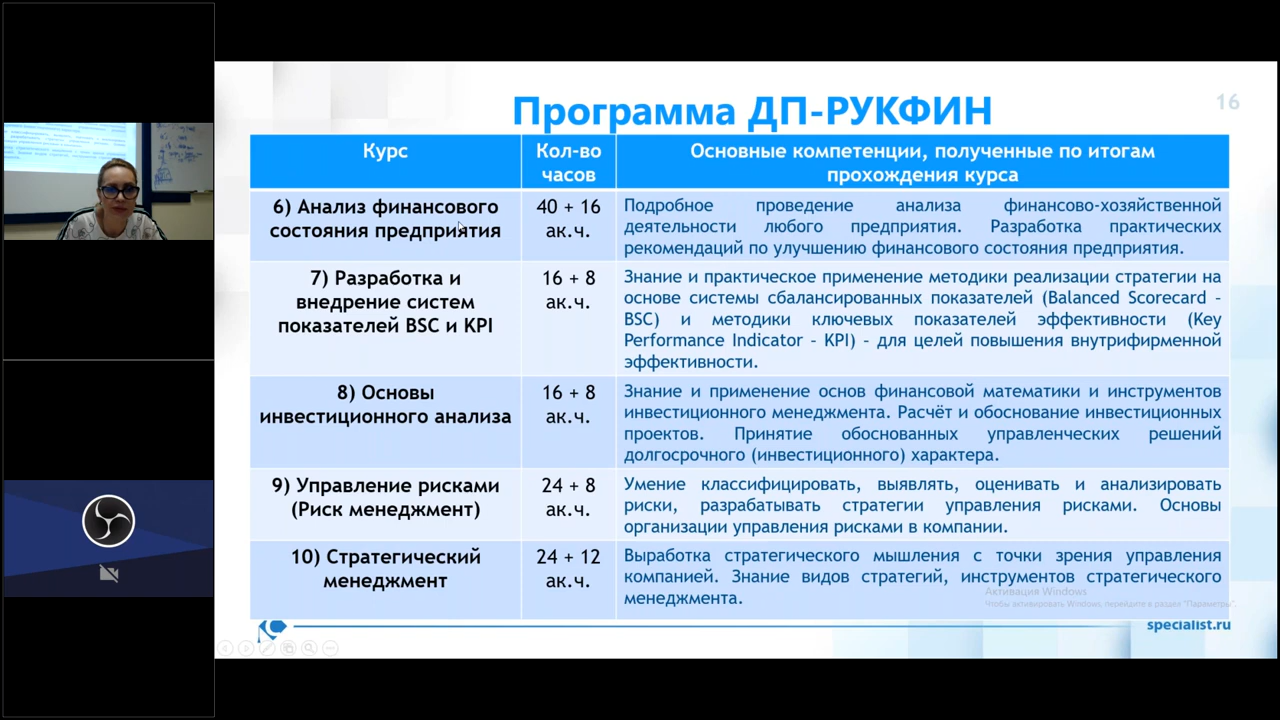 Программа ДП-РУКФИН
16
Курс
Кол-во
часов
Основные компетенции, полученные по итогам
прохождения курса
6) Анализ финансового
состояния предприятия
40 + 16
ак.ч.
Подробное проведение анализа финансово-хозяйственной
деятельности любого предприятия. Разработка практических
рекомендаций по улучшению финансового состояния предприятия.
7) Разработка и
внедрение систем
показателей BSC и KPI
16 + 8
ак.ч.
Знание и практическое применение методики реализации стратегии на
основе системы сбалансированных показателей (Balanced Scorecard –
BSC) и методики ключевых показателей эффективности (Key
Performance Indicator – KPI) – для целей повышения внутрифирменной
эффективности.
8) Основы
инвестиционного анализа
16 + 8
ак.ч.
Знание и применение основ финансовой математики и инструментов
инвестиционного менеджмента. Расчёт и обоснование инвестиционных
проектов. Принятие обоснованных управленческих решений
долгосрочного (инвестиционного) характера.
9) Управление рисками
(Риск менеджмент)
24 + 8
ак.ч.
Умение классифицировать, выявлять, оценивать и анализировать
риски, разрабатывать стратегии управления рисками. Основы
организации управления рисками в компании.
10) Стратегический
менеджмент
24 + 12
ак.ч.
Выработка стратегического мышления с точки зрения управления
компанией. Знание видов стратегий, инструментов стратегического
менеджмента.
Активация Windows
Чтобы активировать Windows, перейдите в раздел "Параметры".
specialist.ru